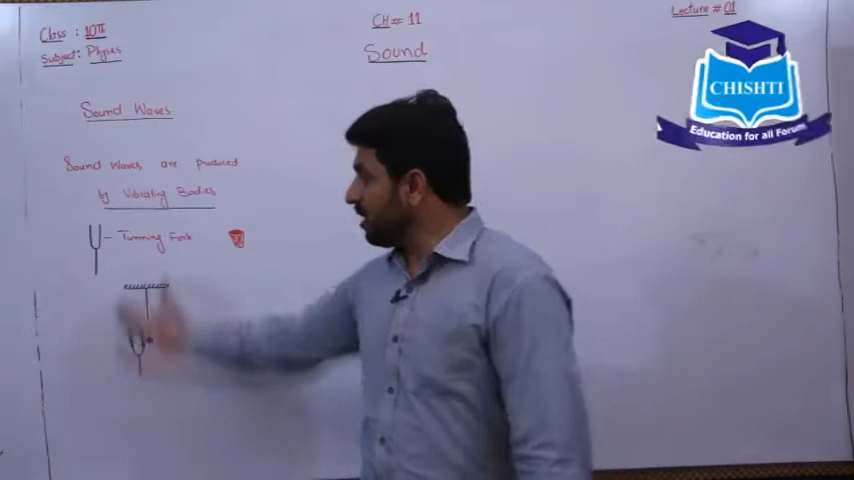 Class : 10th
Subject: Physics
CH # 11
Sound
Lecture # 01
CHISHTI
Education for All Forum
Sound Waves
Sound Waves are produced
by Vibrating Bodies
Tunning Fork